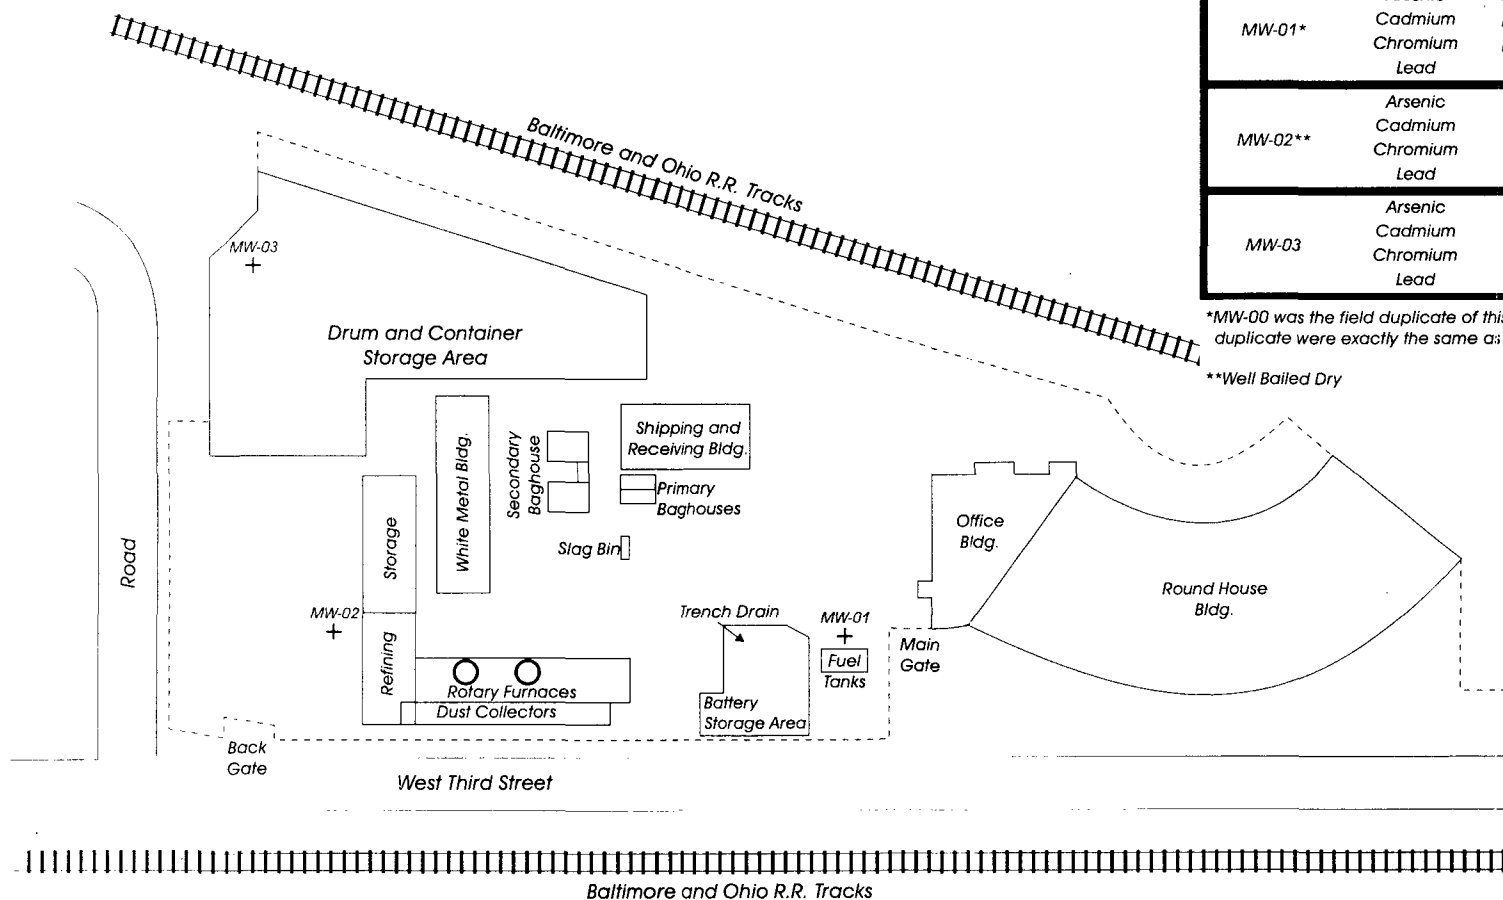 MW-01*
Cadmium
Chromium
Lead
MW-02**
Arsenic
Cadmium
Chromium
Lead
MW-03
Arsenic
Cadmium
Chromium
Lead
*MW-00 was the field duplicate of this
duplicate were exactly the same as
**Well Bailed Dry
Baltimore and Ohio R.R. Tracks
MW-03
Drum and Container
Storage Area
Road
White Metal Bldg.
Secondary
Baghouse
Shipping and
Receiving Bldg.
Primary
Baghouses
Slag Bin
Storage
MW-02
Refining
Rotary Furnaces
Dust Collectors
Trench Drain
MW-01
Fuel
Tanks
Battery
Storage Area
Office
Bldg.
Main
Gate
Round House
Bldg.
Back
Gate
West Third Street
Baltimore and Ohio R.R. Tracks